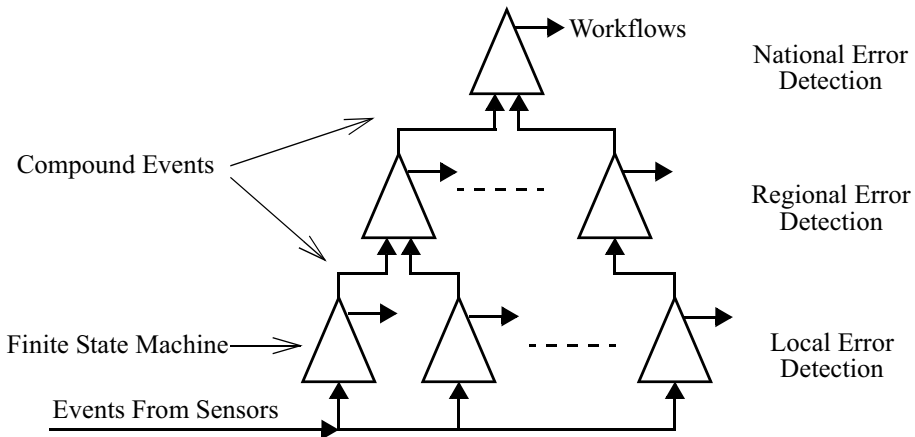 Workflows
National Error
Detection
Compound Events
Regional Error
Detection
Finite State Machine
Local Error
Detection
Events From Sensors